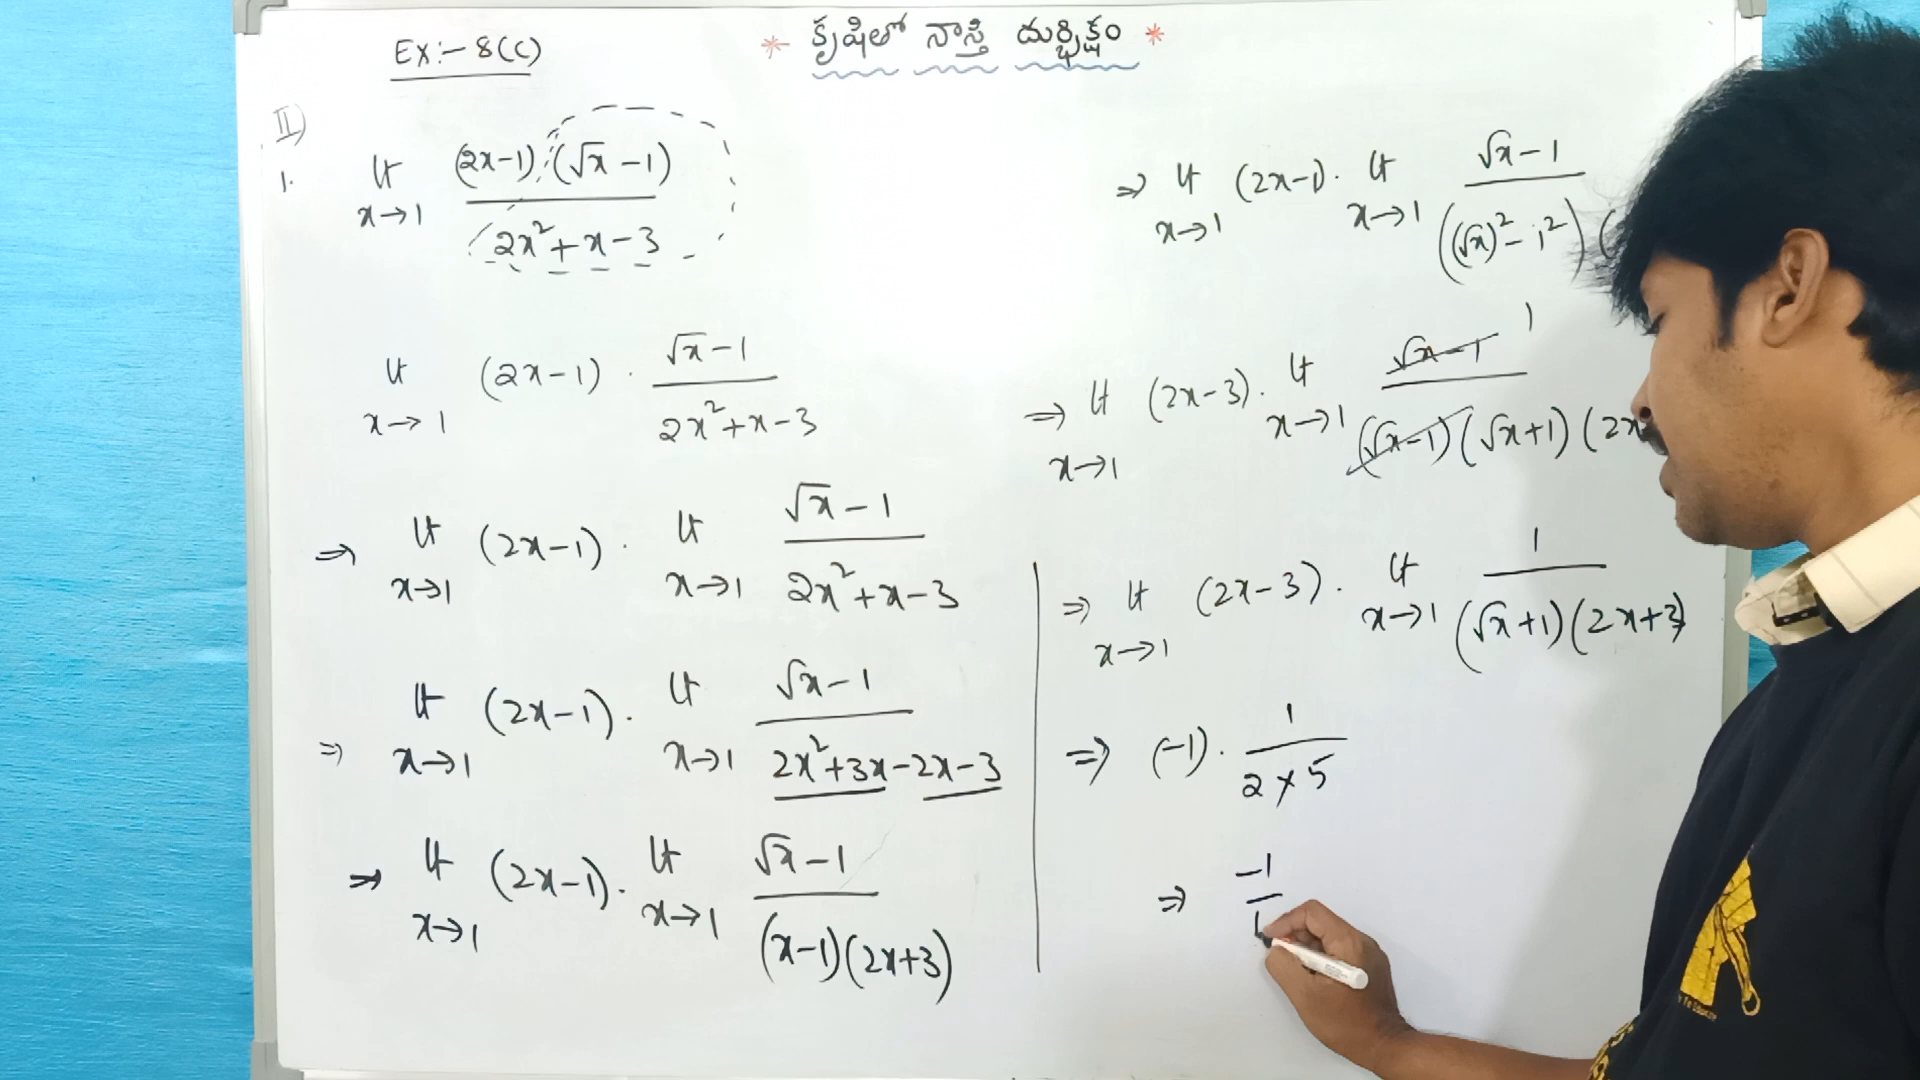 Ex:- 8(C)
* కృషితో నాస్తి దుర్భిక్షం *
II)
1. Lt x→1 (2x-1) (√x - 1) / 2x² + x - 3
Lt x→1 (2x-1) · √x - 1 / 2x² + x - 3
⇒ Lt x→1 (2x-1) · Lt x→1 √x - 1 / 2x² + x - 3
⇒ Lt x→1 (2x-1) · Lt x→1 √x - 1 / 2x² + 3x - 2x - 3
⇒ Lt x→1 (2x-1) · Lt x→1 √x - 1 / (x-1)(2x+3)
⇒ Lt x→1 (2x-1) · Lt x→1 √x - 1 / ((√x)² - 1²) (
⇒ Lt x→1 (2x-3) · Lt x→1 √x - 1 1 / (√x-1)(√x+1)(2x
⇒ Lt x→1 (2x-3) · Lt x→1 1 / (√x+1)(2x+3)
⇒ (-1) · 1 / 2×5
⇒ -1 / 1